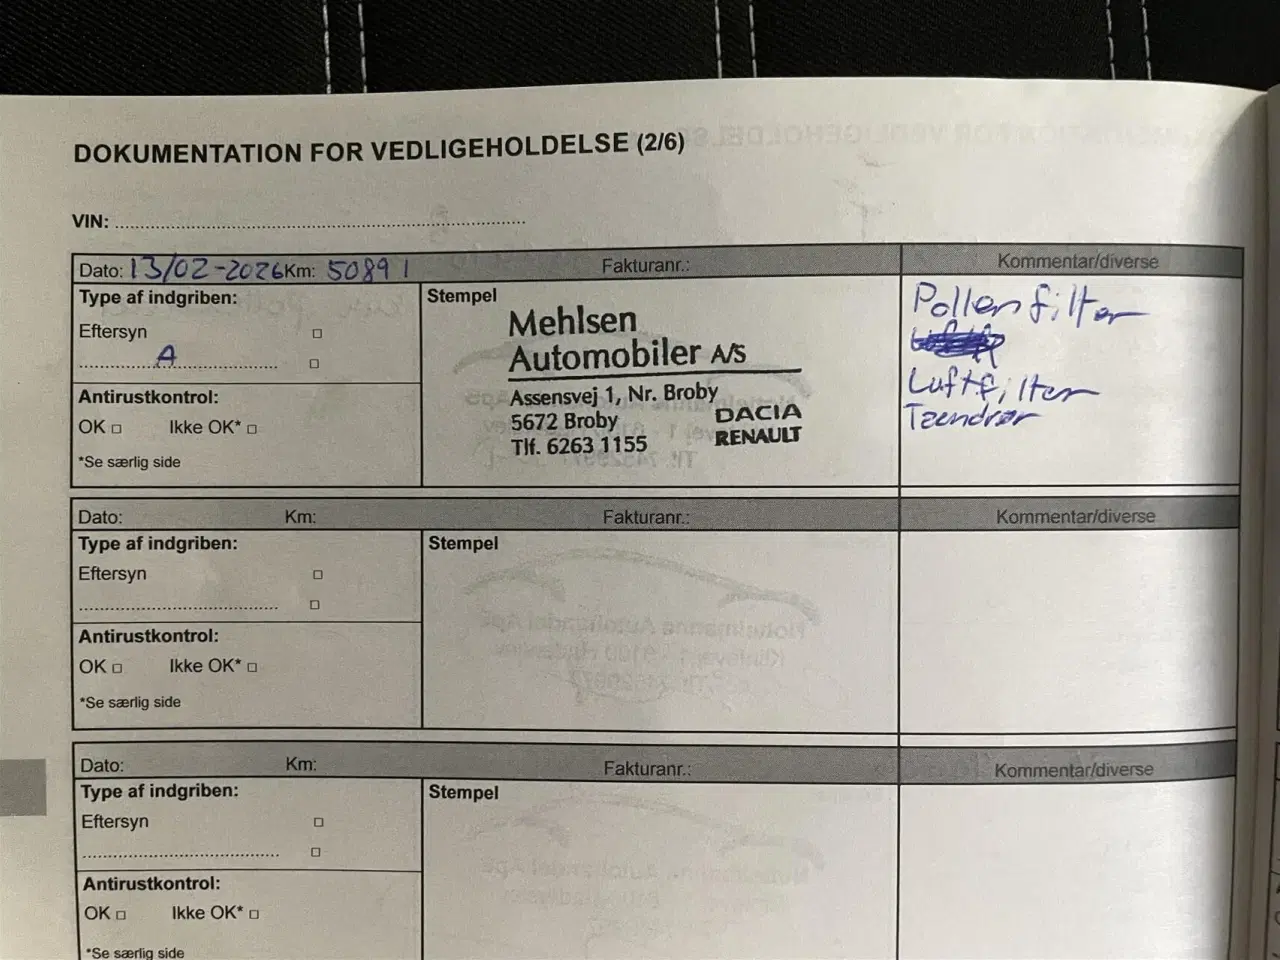 DOKUMENTATION FOR VEDLIGEHOLDELSE (2/6)
VIN:
Dato: 13/02-2026 Km: 50891 Fakturanr.: Kommentar/diverse
Type af indgriben:
Eftersyn
A
Antirustkontrol:
OK Ikke OK*
*Se særlig side
Stempel
Mehlsen
Automobiler A/S
Assensvej 1, Nr. Broby
5672 Broby
Tlf. 6263 1155
DACIA
RENAULT
Pollenfilter
Luftfilter
Tændrør
Dato: Km: Fakturanr.: Kommentar/diverse
Type af indgriben:
Eftersyn
Antirustkontrol:
OK Ikke OK*
*Se særlig side
Stempel
Dato: Km: Fakturanr.: Kommentar/diverse
Type af indgriben:
Eftersyn
Antirustkontrol:
OK Ikke OK*
*Se særlig side
Stempel